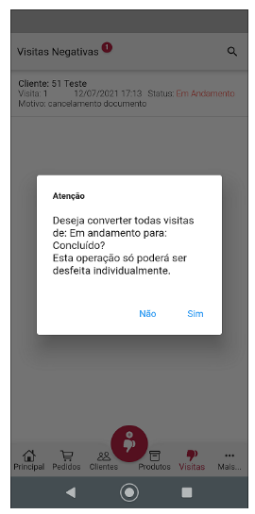 Visitas Negativas 1
Cliente: 51 Teste
Visita: 1 12/07/2021 17:13 Status: Em Andamento
Motivo: cancelamento documento
Atenção
Deseja converter todas visitas
de: Em andamento para:
Concluído?
Esta operação só poderá ser
desfeita individualmente.
Não Sim
Principal Pedidos Clientes Produtos Visitas Mais...